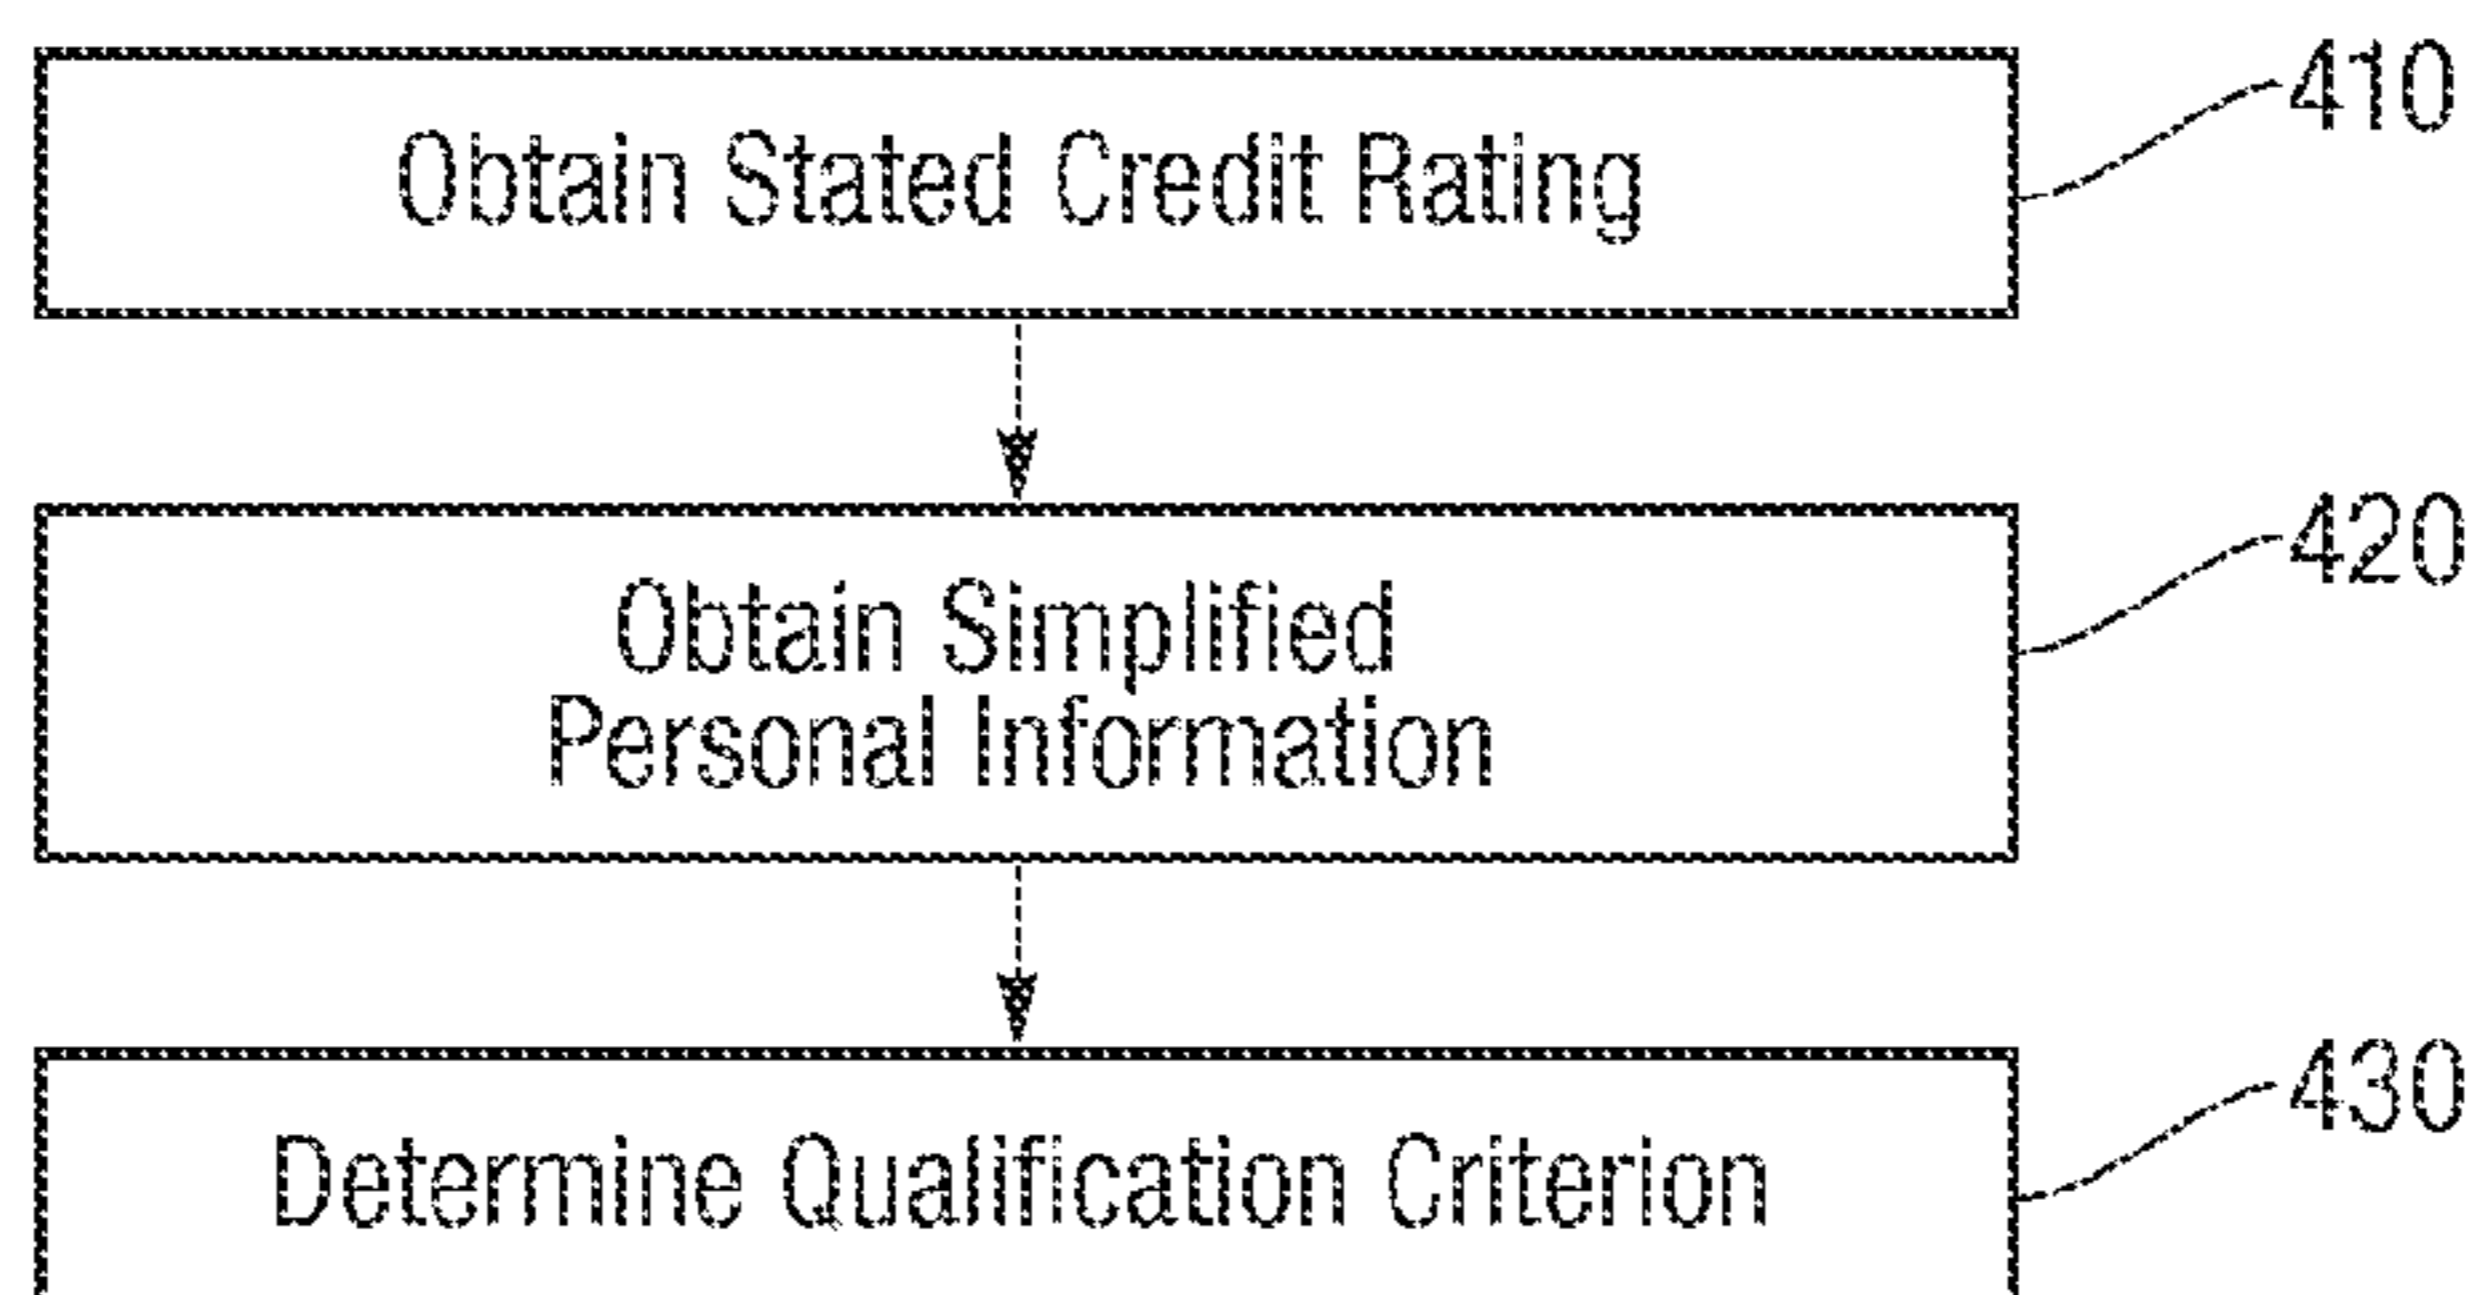 410
Obtain Stated Credit Rating
420
Obtain Simplified
Personal Information
430
Determine Qualification Criterion